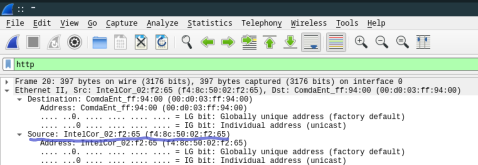 :: ~
File Edit View Go Capture Analyze Statistics Telephony Wireless Tools Help
http
Frame 20: 397 bytes on wire (3176 bits), 397 bytes captured (3176 bits) on interface 0
Ethernet II, Src: IntelCor_02:f2:65 (f4:8c:50:02:f2:65), Dst: ComdaEnt_ff:94:00 (00:d0:03:ff:94:00)
Destination: ComdaEnt_ff:94:00 (00:d0:03:ff:94:00)
Address: ComdaEnt_ff:94:00 (00:d0:03:ff:94:00)
.... ..0. .... .... .... .... = LG bit: Globally unique address (factory default)
.... ...0 .... .... .... .... = IG bit: Individual address (unicast)
Source: IntelCor_02:f2:65 (f4:8c:50:02:f2:65)
Address: IntelCor_02:f2:65 (f4:8c:50:02:f2:65)
.... ..0. .... .... .... .... = LG bit: Globally unique address (factory default)
.... ...0 .... .... .... .... = IG bit: Individual address (unicast)